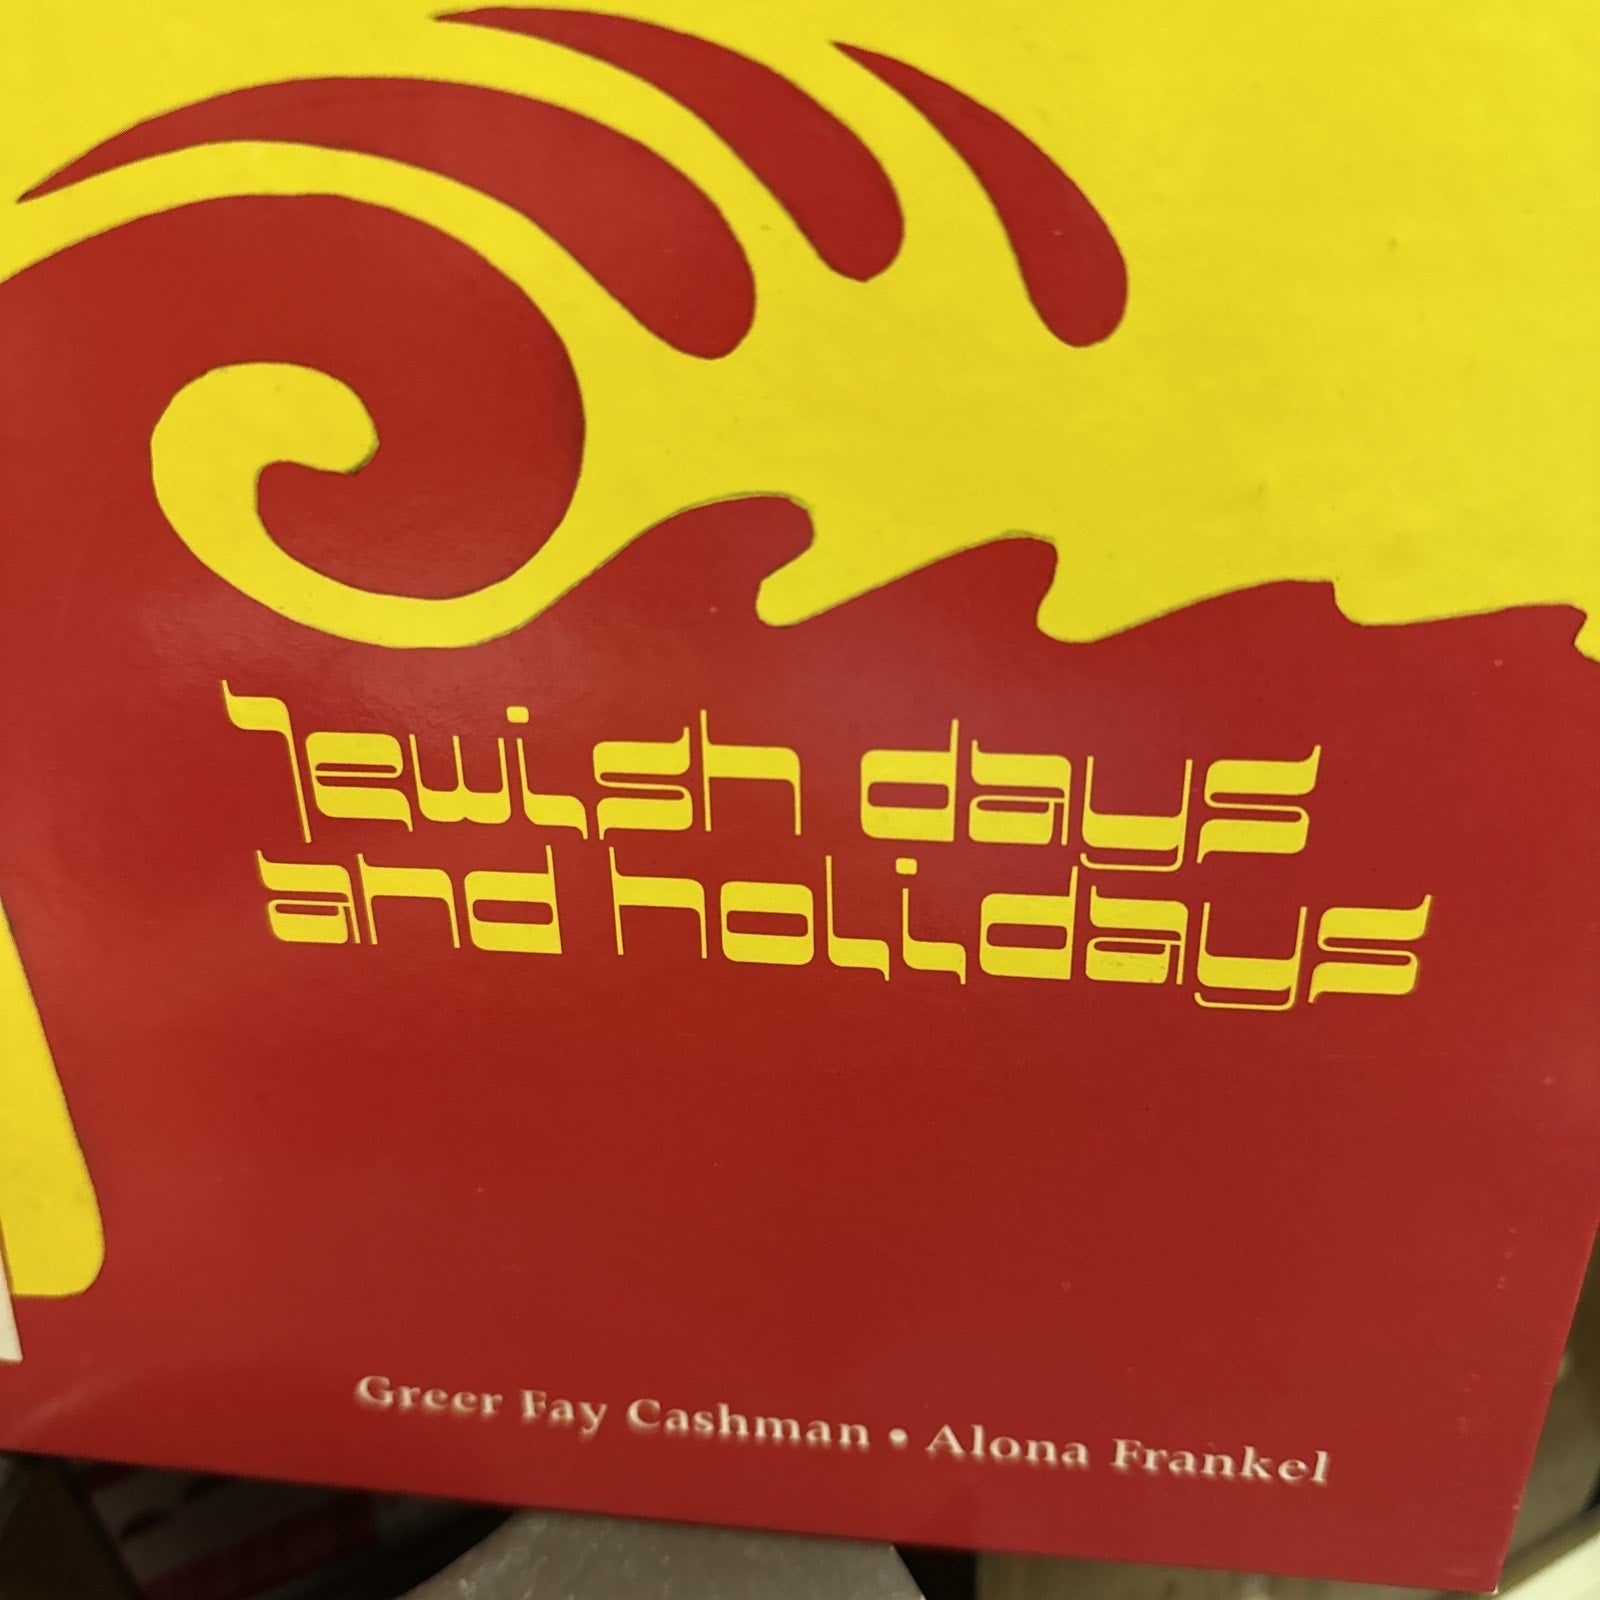 Jewish days
and holidays
Greer Fay Cashman • Alona Frankel